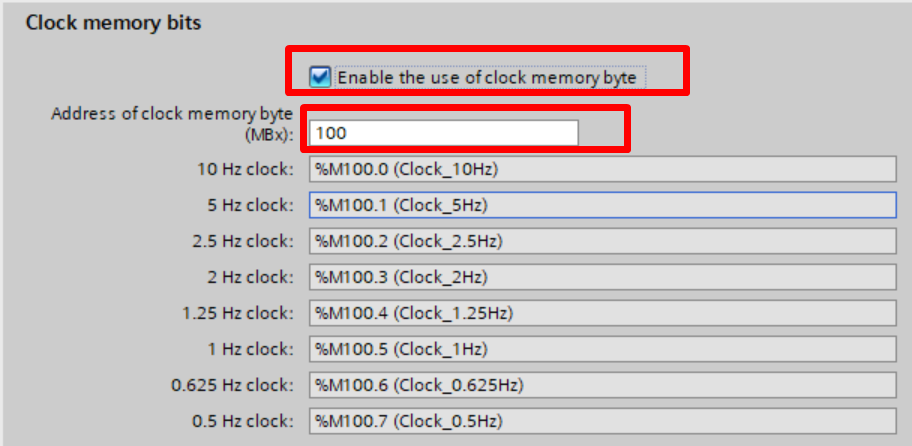 Clock memory bits
Enable the use of clock memory byte
Address of clock memory byte
(MBx):
100
10 Hz clock: %M100.0 (Clock_10Hz)
5 Hz clock: %M100.1 (Clock_5Hz)
2.5 Hz clock: %M100.2 (Clock_2.5Hz)
2 Hz clock: %M100.3 (Clock_2Hz)
1.25 Hz clock: %M100.4 (Clock_1.25Hz)
1 Hz clock: %M100.5 (Clock_1Hz)
0.625 Hz clock: %M100.6 (Clock_0.625Hz)
0.5 Hz clock: %M100.7 (Clock_0.5Hz)